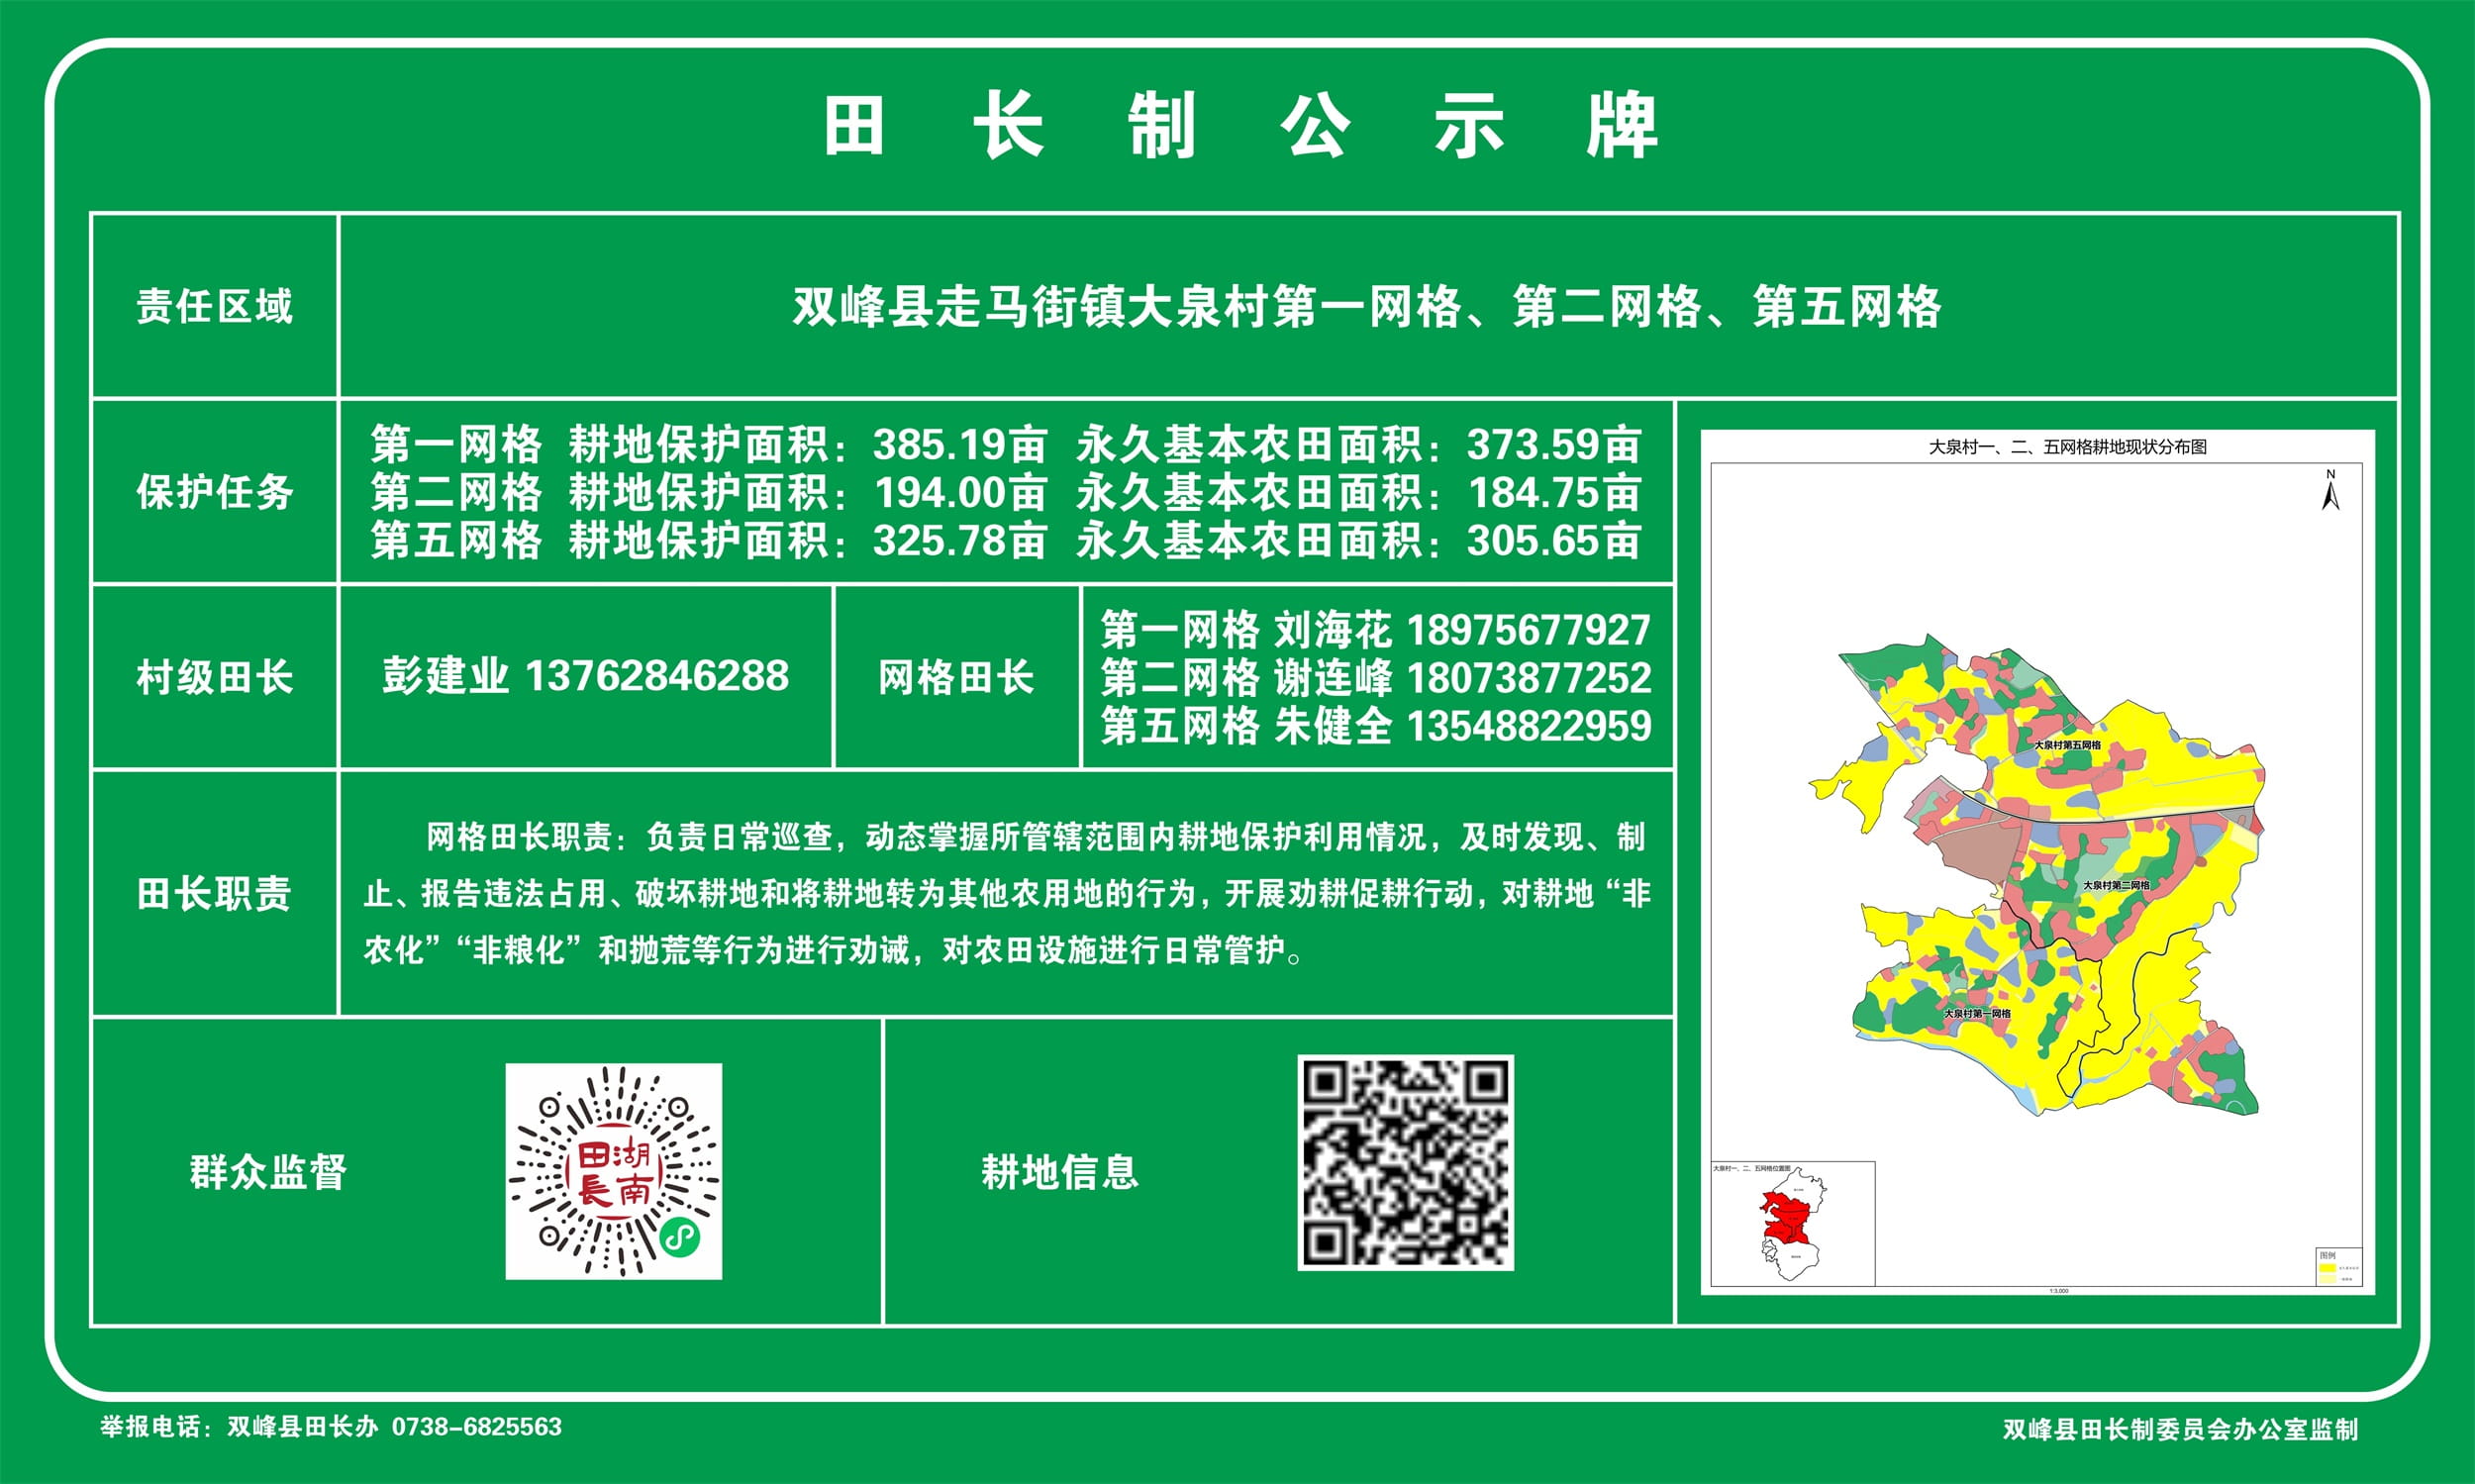 田长制公示牌
责任区域
双峰县走马街镇大泉村第一网格、第二网格、第五网格
保护任务
第一网格 耕地保护面积：385.19亩 永久基本农田面积：373.59亩
第二网格 耕地保护面积：194.00亩 永久基本农田面积：184.75亩
第五网格 耕地保护面积：325.78亩 永久基本农田面积：305.65亩
村级田长
彭建业 13762846288
网格田长
第一网格 刘海花 18975677927
第二网格 谢连峰 18073877252
第五网格 朱健全 13548822959
田长职责
网格田长职责：负责日常巡查，动态掌握所管辖范围内耕地保护利用情况，及时发现、制
止、报告违法占用、破坏耕地和将耕地转为其他农用地的行为，开展劝耕促耕行动，对耕地“非
农化”“非粮化”和抛荒等行为进行劝诫，对农田设施进行日常管护。
群众监督
湖南
田長
耕地信息
大泉村一、二、五网格耕地现状分布图
N
大泉村第五网格
大泉村第二网格
大泉村第一网格
大泉村一、二、五网格位置图
图例
1:3,000
举报电话：双峰县田长办 0738-6825563
双峰县田长制委员会办公室监制